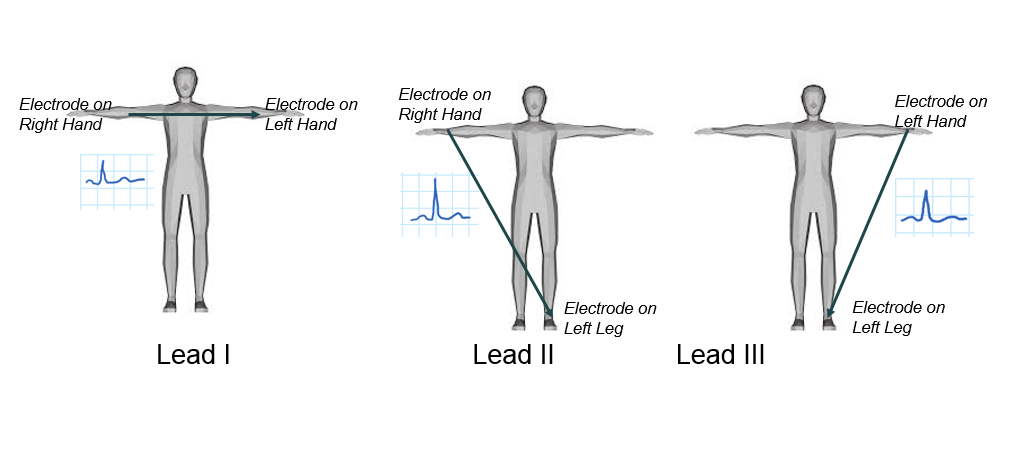 Electrode on
Right Hand
Electrode on
Left Hand
Lead I
Electrode on
Right Hand
Electrode on
Left Leg
Lead II
Electrode on
Left Hand
Electrode on
Left Leg
Lead III